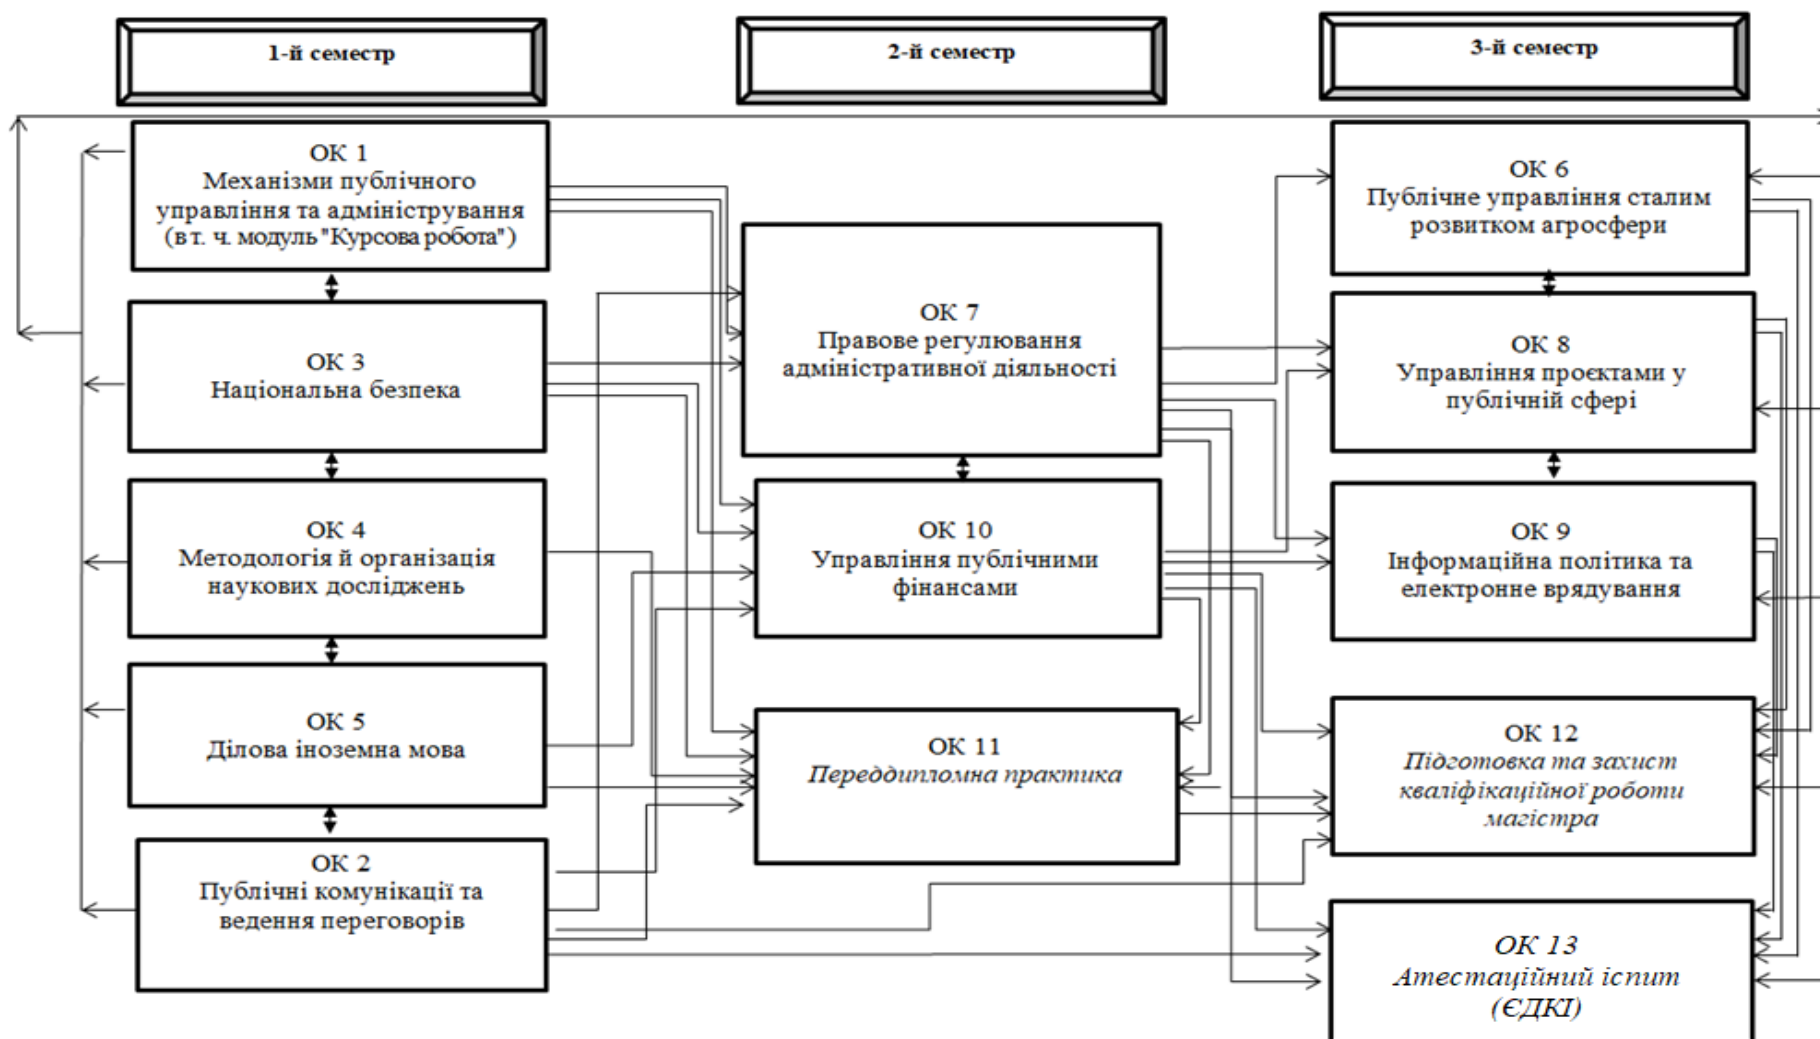 1-й семестр
2-й семестр
3-й семестр
ОК 1
Механізми публічного
управління та адміністрування
(в т. ч. модуль "Курсова робота")
ОК 3
Національна безпека
ОК 4
Методологія й організація
наукових досліджень
ОК 5
Ділова іноземна мова
ОК 2
Публічні комунікації та
ведення переговорів
ОК 7
Правове регулювання
адміністративної діяльності
ОК 10
Управління публічними
фінансами
ОК 11
Переддипломна практика
ОК 6
Публічне управління сталим
розвитком агросфери
ОК 8
Управління проєктами у
публічній сфері
ОК 9
Інформаційна політика та
електронне врядування
ОК 12
Підготовка та захист
кваліфікаційної роботи
магістра
ОК 13
Атестаційний іспит
(ЄДКІ)